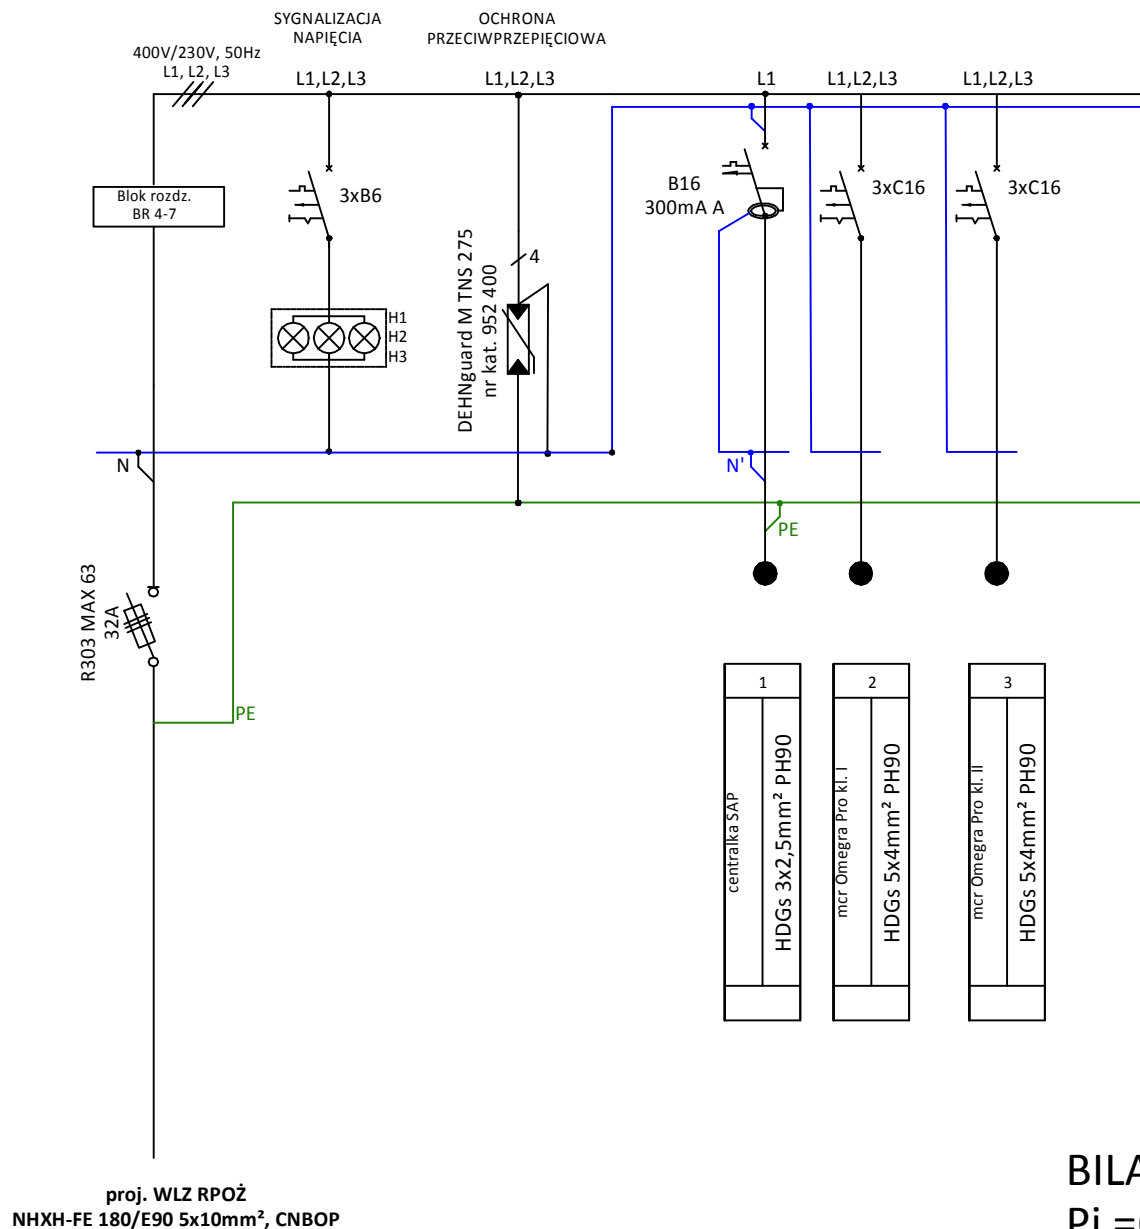 SYGNALIZACJA
NAPIĘCIA
OCHRONA
PRZECIWPRZEPIĘCIOWA
400V/230V, 50Hz
L1, L2, L3
L1,L2,L3
L1,L2,L3
L1
L1,L2,L3
L1,L2,L3
Blok rozdz.
BR 4-7
3xB6
B16
300mA A
3xC16
3xC16
4
DEHNguard M TNS 275
nr kat. 952 400
H1
H2
H3
N
N'
PE
R303 MAX 63
32A
PE
1
2
3
centralka SAP
HDGs 3x2,5mm² PH90
mcr Omegra Pro kl. I
HDGs 5x4mm² PH90
mcr Omegra Pro kl. II
HDGs 5x4mm² PH90
proj. WLZ RPOŻ
NHXH-FE 180/E90 5x10mm², CNBOP
BILA
Pi =